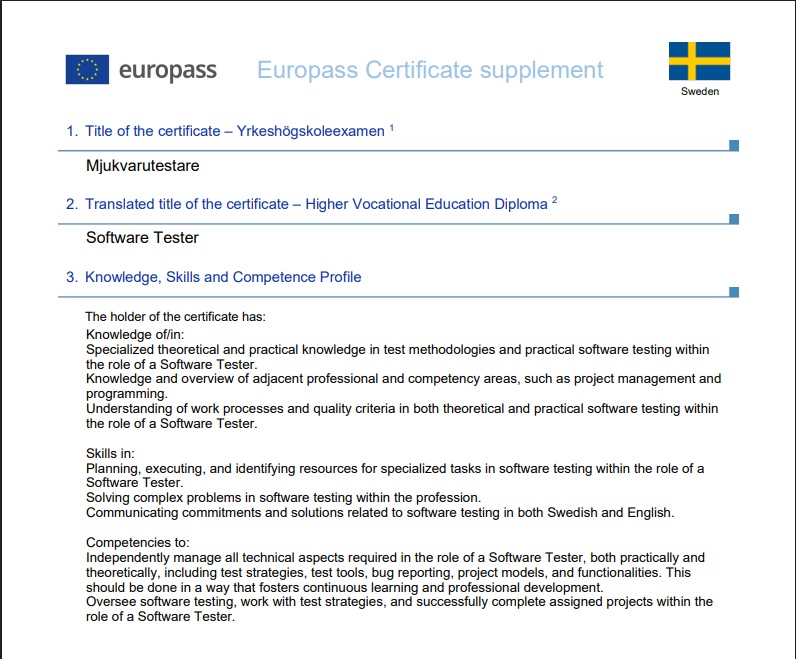 europass
Europass Certificate supplement
Sweden
1. Title of the certificate – Yrkeshögskoleexamen 1
Mjukvarutestare
2. Translated title of the certificate – Higher Vocational Education Diploma 2
Software Tester
3. Knowledge, Skills and Competence Profile
The holder of the certificate has:
Knowledge of/in:
Specialized theoretical and practical knowledge in test methodologies and practical software testing within
the role of a Software Tester.
Knowledge and overview of adjacent professional and competency areas, such as project management and
programming.
Understanding of work processes and quality criteria in both theoretical and practical software testing within
the role of a Software Tester.
Skills in:
Planning, executing, and identifying resources for specialized tasks in software testing within the role of a
Software Tester.
Solving complex problems in software testing within the profession.
Communicating commitments and solutions related to software testing in both Swedish and English.
Competencies to:
Independently manage all technical aspects required in the role of a Software Tester, both practically and
theoretically, including test strategies, test tools, bug reporting, project models, and functionalities. This
should be done in a way that fosters continuous learning and professional development.
Oversee software testing, work with test strategies, and successfully complete assigned projects within the
role of a Software Tester.